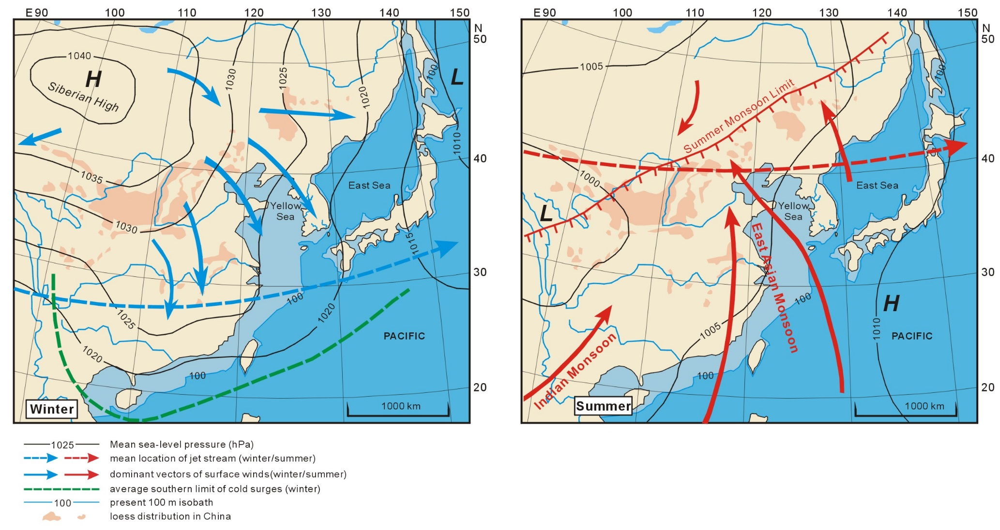 E 90 100 110 120 130 140 150
N
50
40
30
20
1040
H
Siberian High
1030
1025
1020
100
L
1010
1035
1030
East Sea
Yellow
Sea
1015
1025
1020
100
1020
100
PACIFIC
Winter
1000 km
E 90 100 110 120 130 140 150
N
50
40
30
20
1005
100
Summer Monsoon Limit
1000
L
East Sea
Yellow
Sea
East Asian Monsoon
100
H
1005
1010
PACIFIC
Indian Monsoon
100
Summer
1000 km
1025 Mean sea-level pressure (hPa)
mean location of jet stream (winter/summer)
dominant vectors of surface winds(winter/summer)
average southern limit of cold surges (winter)
100 present 100 m isobath
loess distribution in China